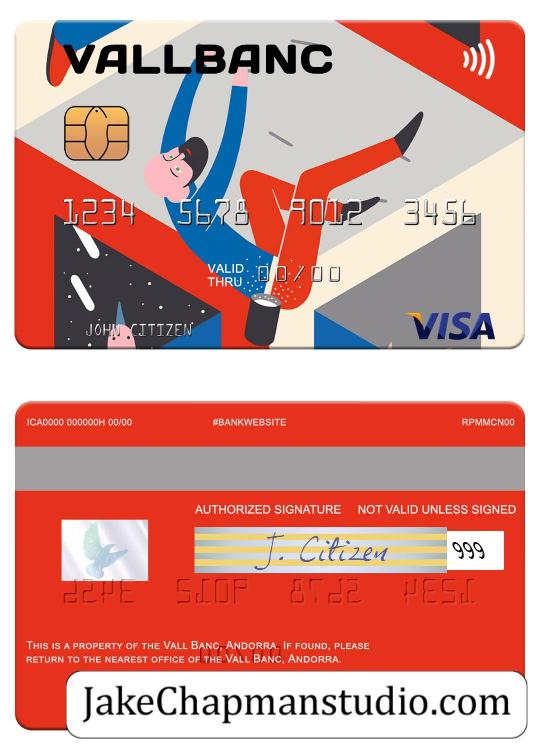 VALLBANC
1234 5678 9012 3456
VALID
THRU 00/00
JOHN CITIZEN
VISA
ICA0000 000000H 00/00 #BANKWEBSITE RPMMCN00
AUTHORIZED SIGNATURE NOT VALID UNLESS SIGNED
J. Citizen 999
THIS IS A PROPERTY OF THE VALL BANC, ANDORRA. IF FOUND, PLEASE
RETURN TO THE NEAREST OFFICE OF THE VALL BANC, ANDORRA.
JakeChapmanstudio.com